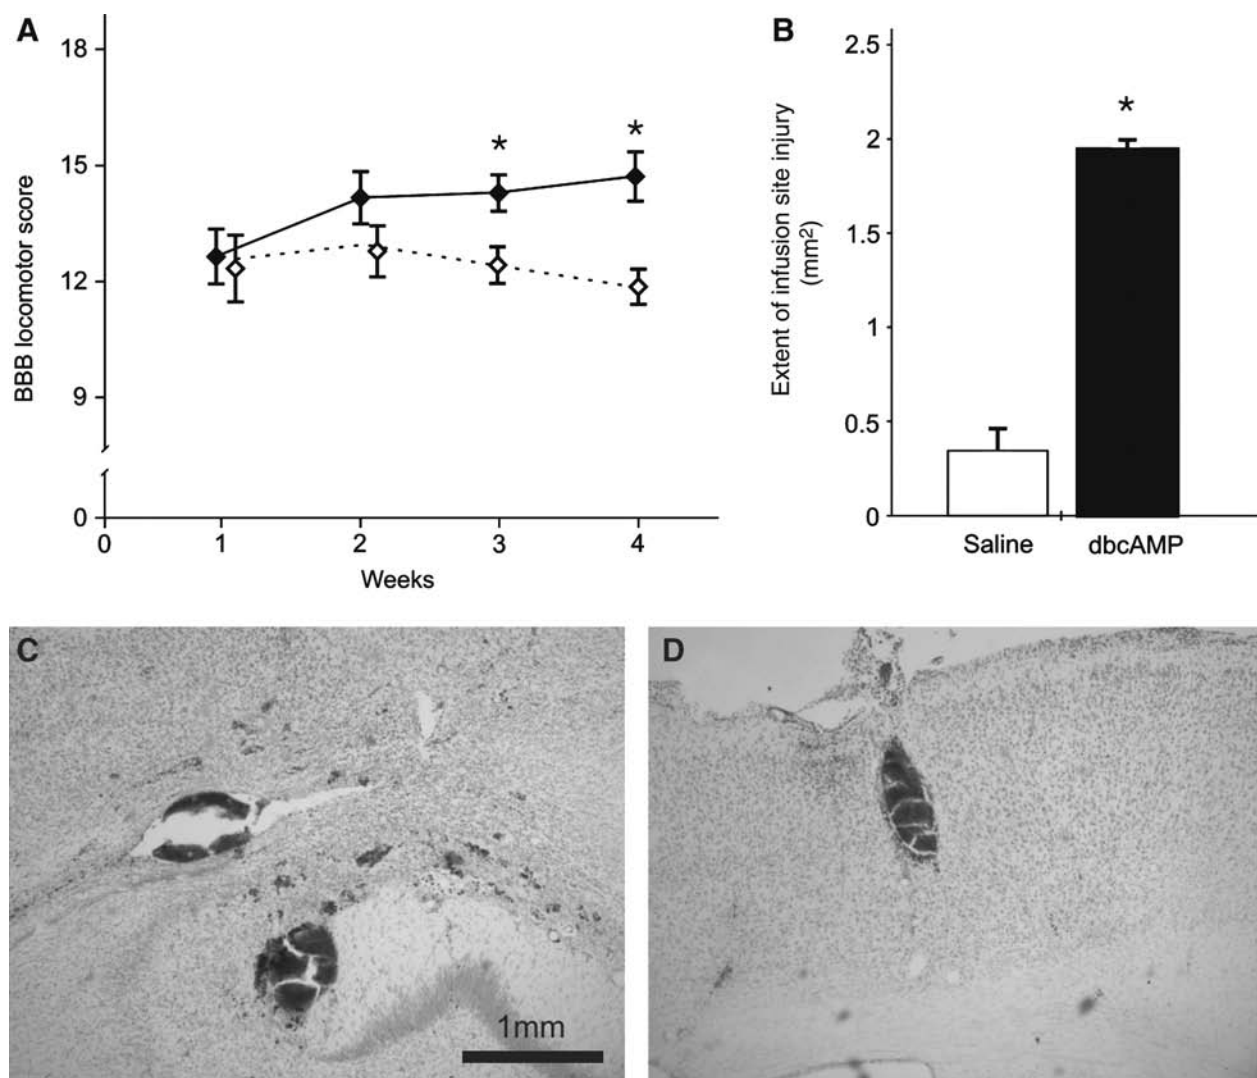 A
18
15
12
9
0
BBB locomotor score
*
*
0
1
2
3
4
Weeks
B
2.5
2
1.5
1
0.5
0
Extent of infusion site injury
(mm²)
*
Saline
dbcAMP
C
1mm
D